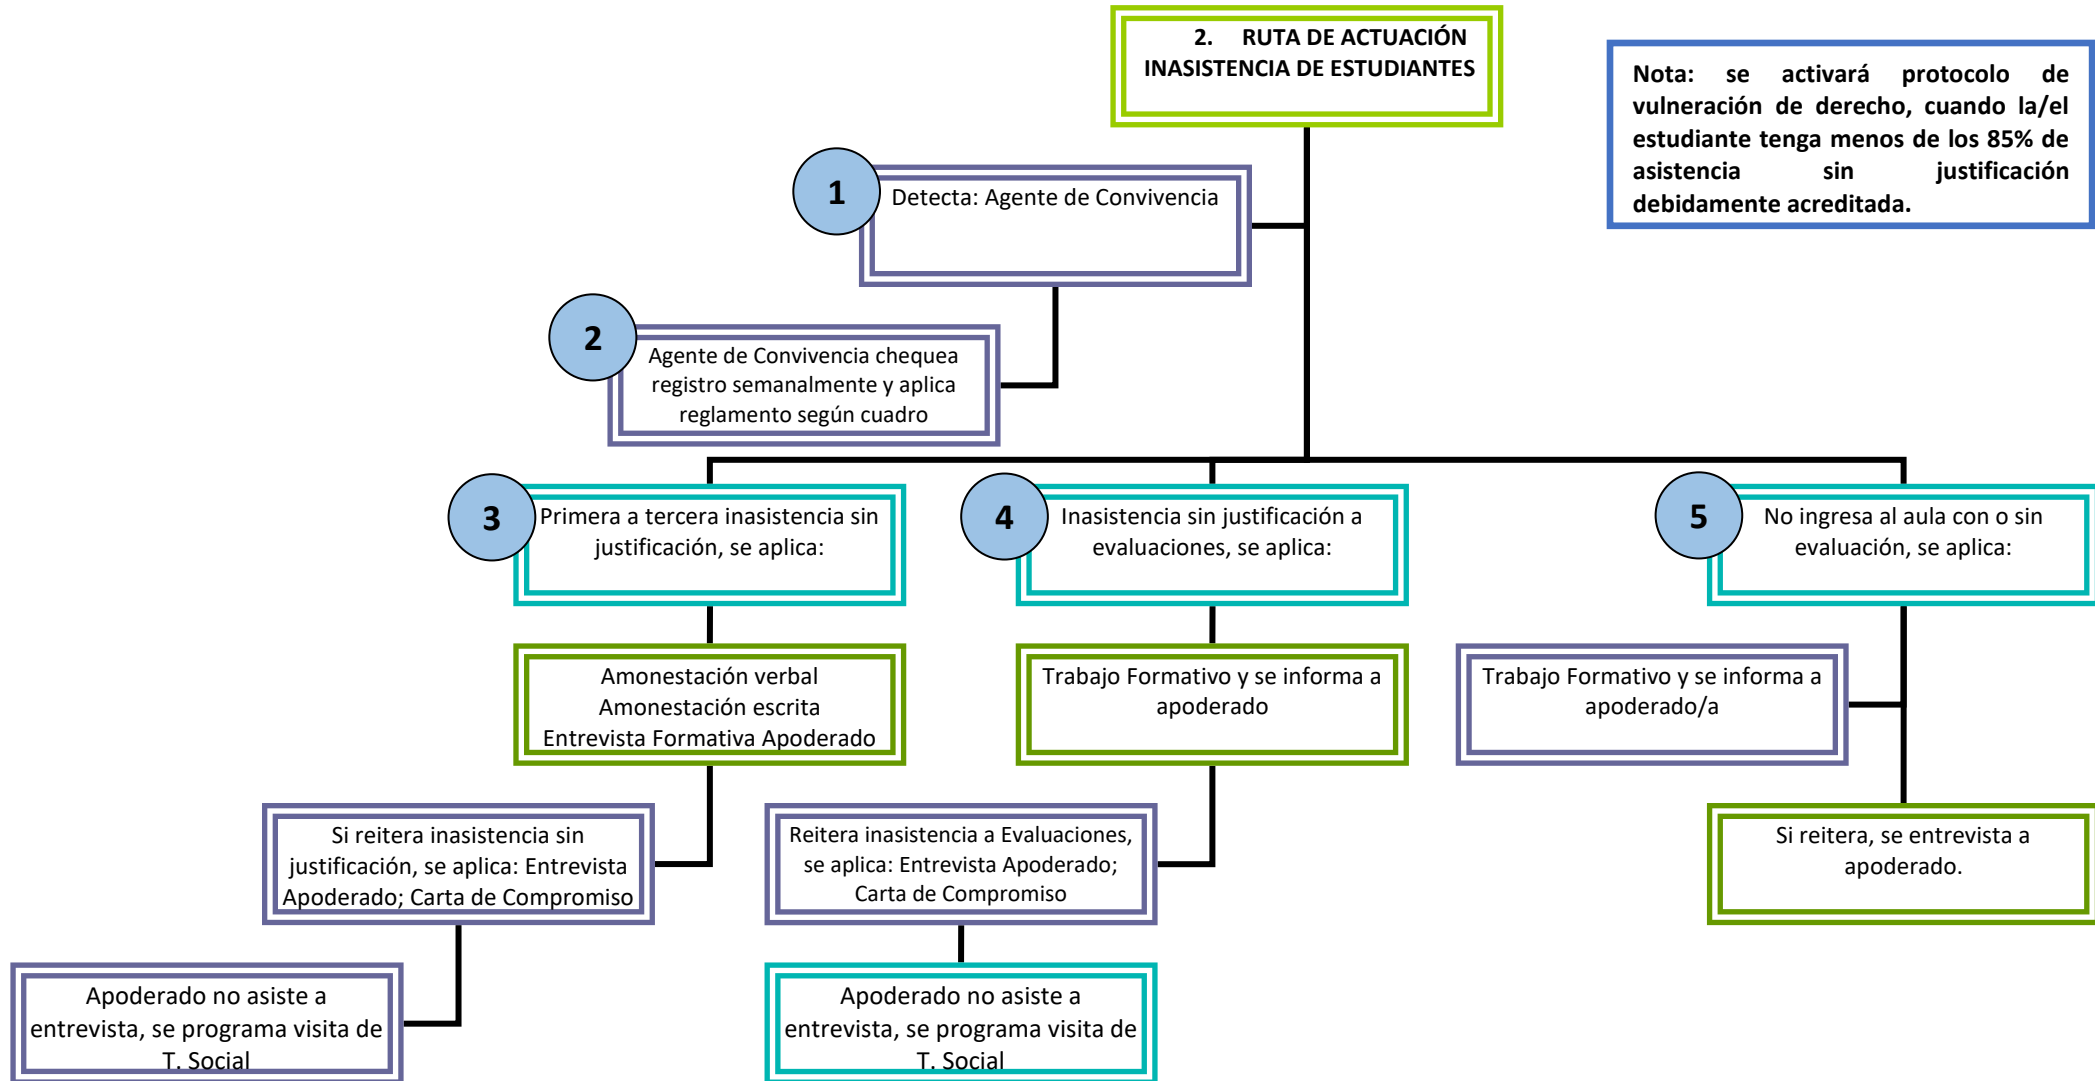 2. RUTA DE ACTUACIÓN
INASISTENCIA DE ESTUDIANTES
Nota: se activará protocolo de
vulneración de derecho, cuando la/el
estudiante tenga menos de los 85% de
asistencia sin justificación
debidamente acreditada.
1
Detecta: Agente de Convivencia
2
Agente de Convivencia chequea
registro semanalmente y aplica
reglamento según cuadro
3
Primera a tercera inasistencia sin
justificación, se aplica:
4
Inasistencia sin justificación a
evaluaciones, se aplica:
5
No ingresa al aula con o sin
evaluación, se aplica:
Amonestación verbal
Amonestación escrita
Entrevista Formativa Apoderado
Trabajo Formativo y se informa a
apoderado
Trabajo Formativo y se informa a
apoderado/a
Si reitera inasistencia sin
justificación, se aplica: Entrevista
Apoderado; Carta de Compromiso
Reitera inasistencia a Evaluaciones,
se aplica: Entrevista Apoderado;
Carta de Compromiso
Si reitera, se entrevista a
apoderado.
Apoderado no asiste a
entrevista, se programa visita de
T. Social
Apoderado no asiste a
entrevista, se programa visita de
T. Social